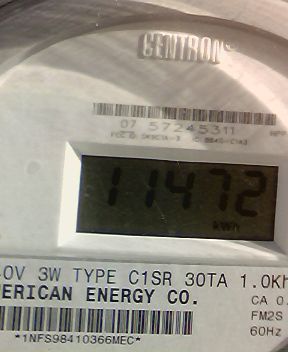 CENTRON
07 57245311
11472
kWh
0V 3W TYPE C1SR 30TA 1.0Kh
ERICAN ENERGY CO.
CA 0.
FM2S
60Hz
*1NFS98410366MEC*